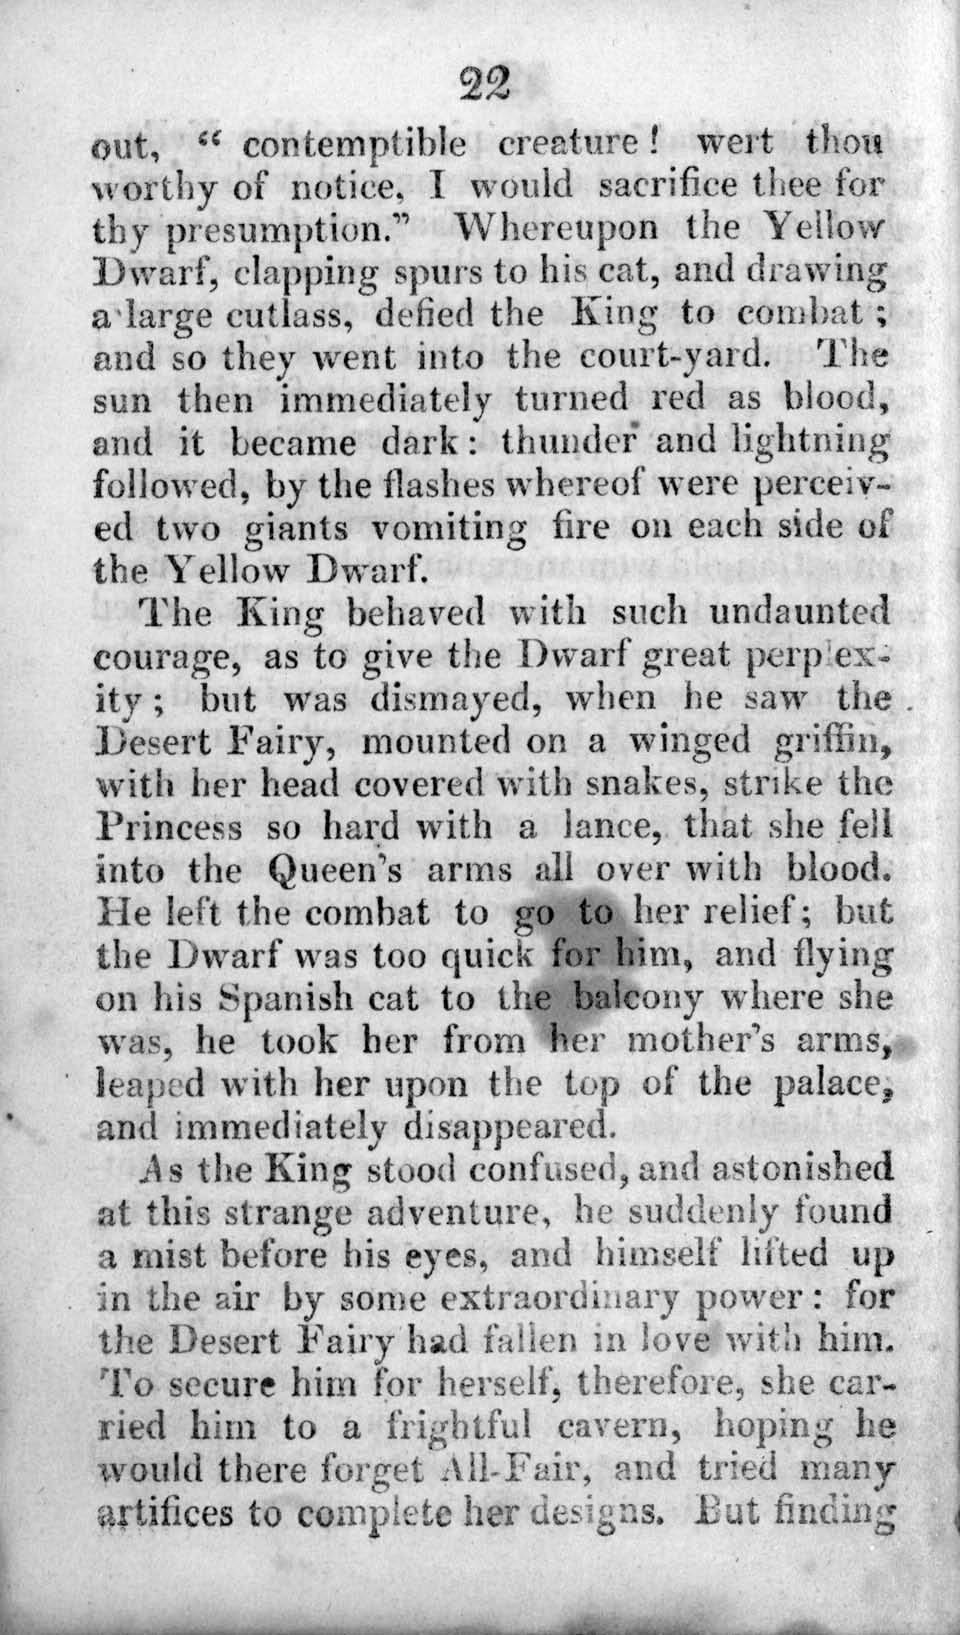 22
out, “ contemptible creature ! wert thou
worthy of notice, I would sacrifice thee for
thy presumption.” Whereupon the Yellow
Dwarf, clapping spurs to his cat, and drawing
a large cutlass, defied the King to combat ;
and so they went into the court-yard. The
sun then immediately turned red as blood,
and it became dark : thunder and lightning
followed, by the flashes whereof were perceiv-
ed two giants vomiting fire on each side of
the Yellow Dwarf.
The King behaved with such undaunted
courage, as to give the Dwarf great perplex-
ity ; but was dismayed, when he saw the
Desert Fairy, mounted on a winged griffin,
with her head covered with snakes, strike the
Princess so hard with a lance, that she fell
into the Queen’s arms all over with blood.
He left the combat to go to her relief ; but
the Dwarf was too quick for him, and flying
on his Spanish cat to the balcony where she
was, he took her from her mother’s arms,
leaped with her upon the top of the palace,
and immediately disappeared.
As the King stood confused, and astonished
at this strange adventure, he suddenly found
a mist before his eyes, and himself lifted up
in the air by some extraordinary power : for
the Desert Fairy had fallen in love with him.
To secure him for herself, therefore, she car-
ried him to a frightful cavern, hoping he
would there forget All-Fair, and tried many
artifices to complete her designs. But finding